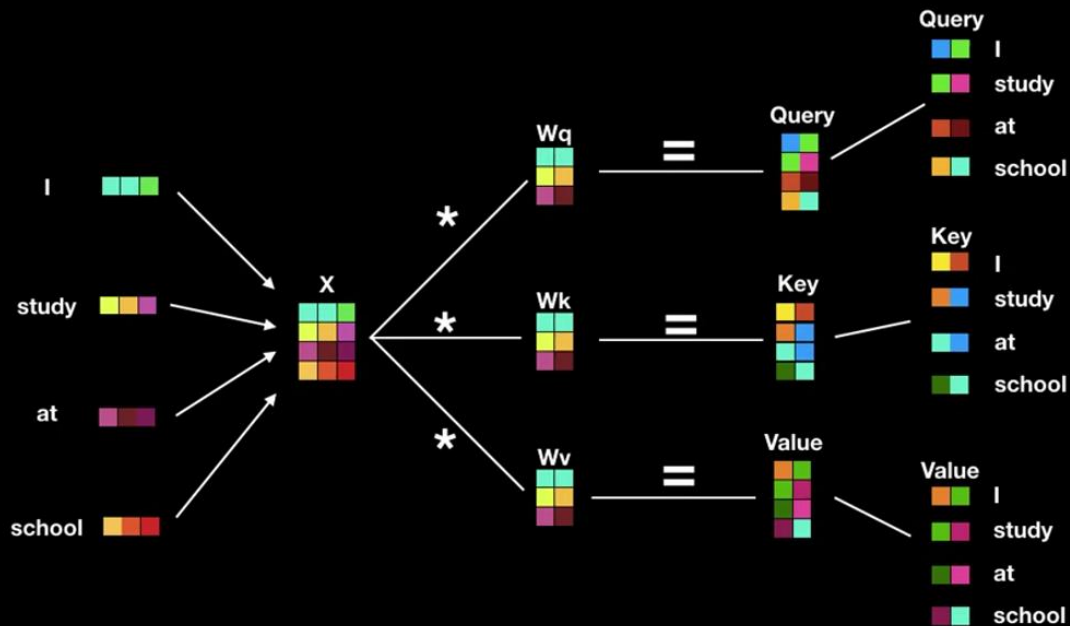 I
study
at
school
X
*
*
*
Wq
Wk
Wv
=
=
=
Query
Key
Value
Query
I
study
at
school
Key
I
study
at
school
Value
I
study
at
school